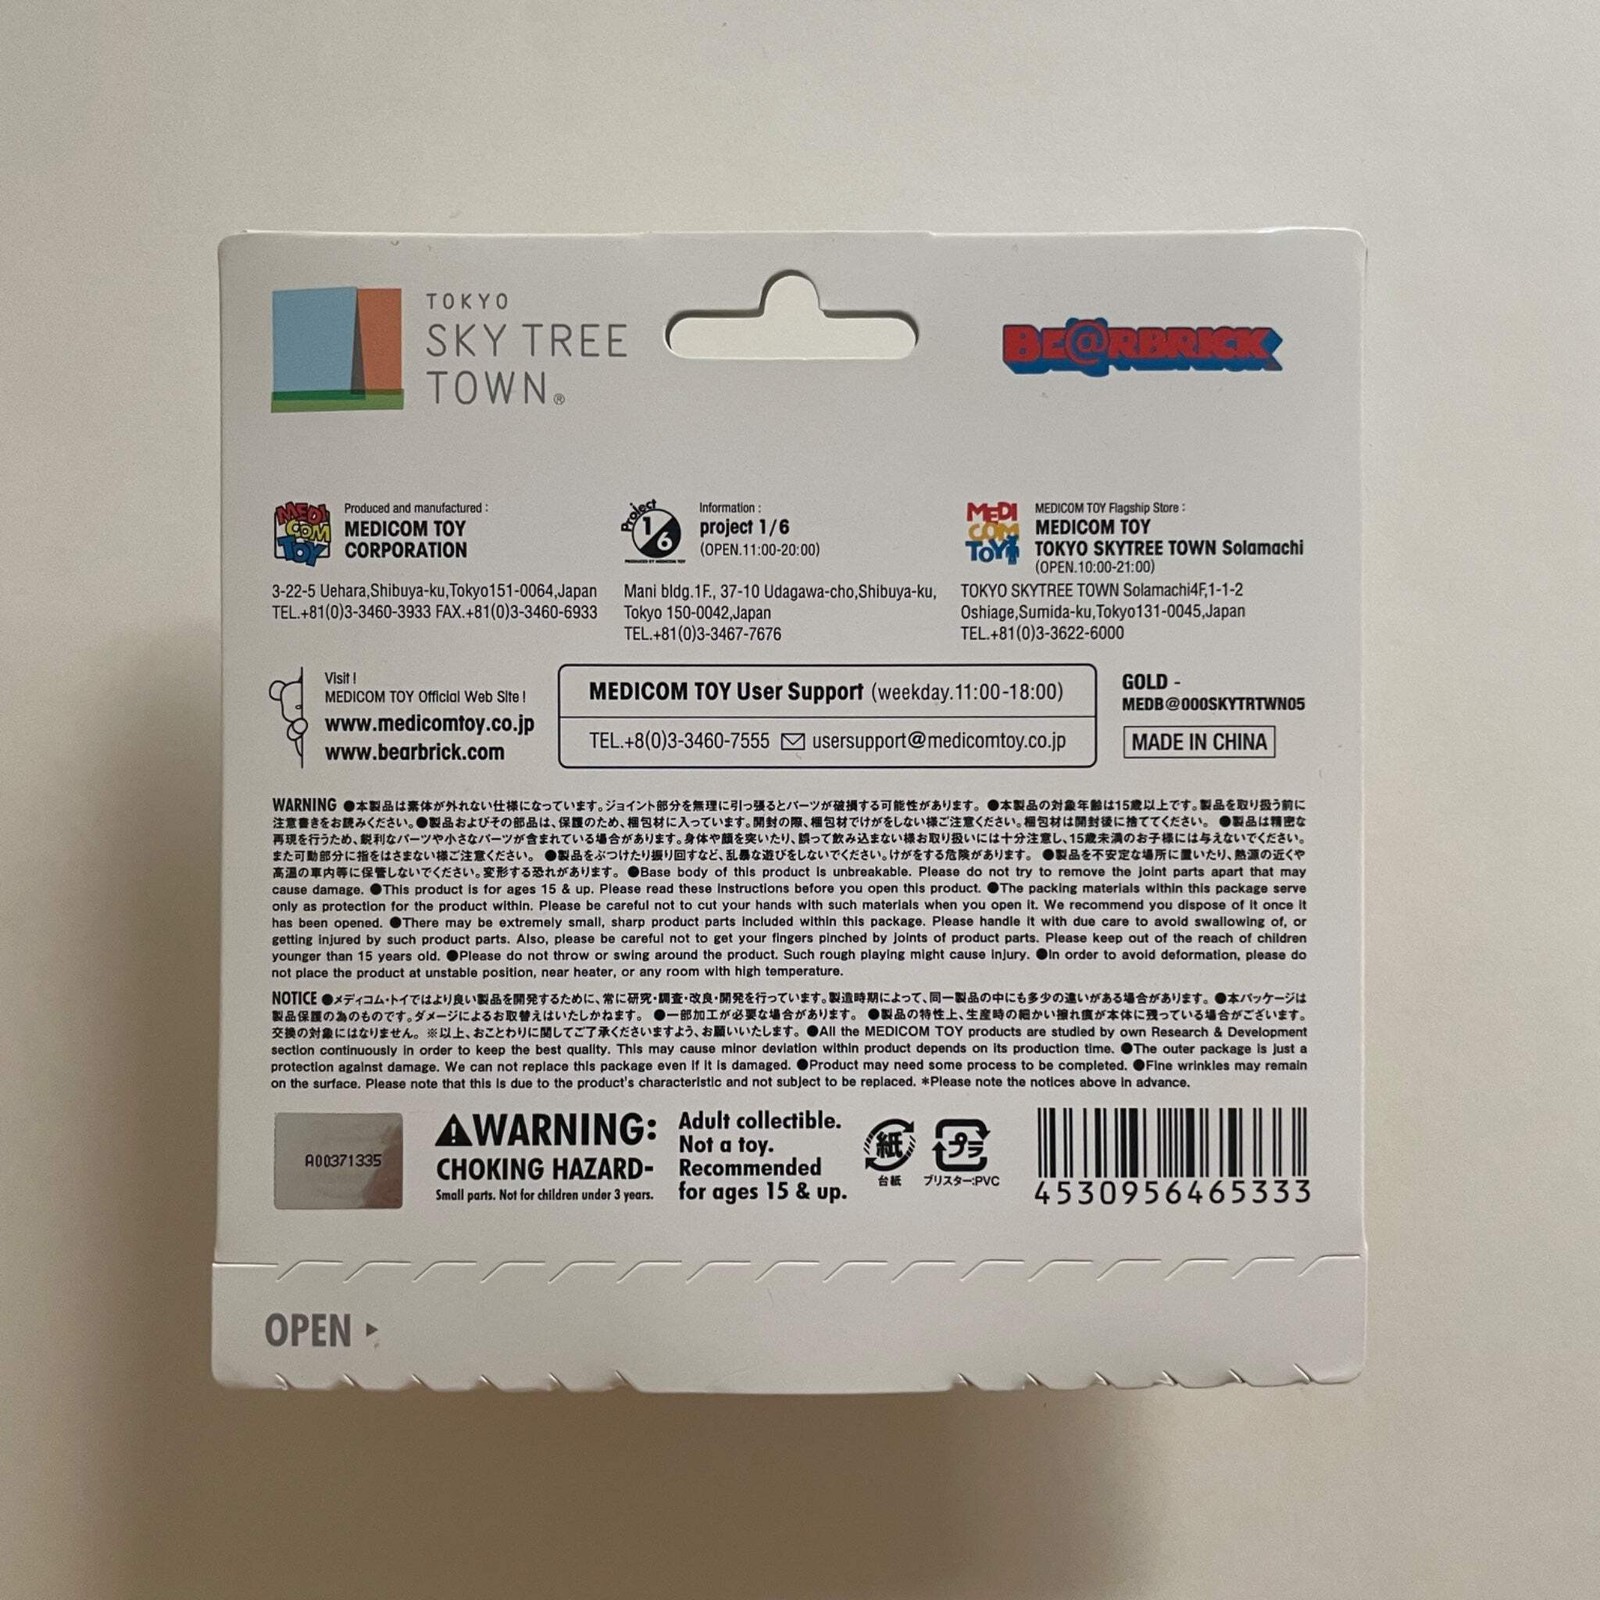 TOKYO
SKY TREE
TOWN®
BE@RBRICK
MEDI
COM
TOY
Produced and manufactured :
MEDICOM TOY
CORPORATION
3-22-5 Uehara,Shibuya-ku,Tokyo151-0064,Japan
TEL.+81(0)3-3460-3933 FAX.+81(0)3-3460-6933
Project
1/6
PRODUCED BY MEDICOM TOY
Information :
project 1/6
(OPEN.11:00-20:00)
Mani bldg.1F., 37-10 Udagawa-cho,Shibuya-ku,
Tokyo 150-0042,Japan
TEL.+81(0)3-3467-7676
MEDI
COM
TOY
MEDICOM TOY Flagship Store :
MEDICOM TOY
TOKYO SKYTREE TOWN Solamachi
(OPEN.10:00-21:00)
TOKYO SKYTREE TOWN Solamachi4F,1-1-2
Oshiage,Sumida-ku,Tokyo131-0045,Japan
TEL.+81(0)3-3622-6000
Visit !
MEDICOM TOY Official Web Site !
www.medicomtoy.co.jp
www.bearbrick.com
MEDICOM TOY User Support (weekday.11:00-18:00)
TEL.+8(0)3-3460-7555 usersupport@medicomtoy.co.jp
GOLD -
MEDB@000SKYTRTWN05
MADE IN CHINA
WARNING ●本製品は素体が外れない仕様になっています。ジョイント部分を無理に引っ張るとパーツが破損する可能性があります。 ●本製品の対象年齢は15歳以上です。製品を取り扱う前に
注意書きをお読みください。●製品およびその部品は、保護のため、梱包材に入っています。開封の際、梱包材でけがをしない様ご注意ください。梱包材は開封後に捨ててください。 ●製品は精密な
再現を行うため、鋭利なパーツや小さなパーツが含まれている場合があります。身体や顔を突いたり、誤って飲み込まない様お取り扱いには十分注意し、15歳未満のお子様には与えないでください。
また可動部分に指をはさまない様ご注意ください。 ●製品をぶつけたり振り回すなど、乱暴な遊びをしないでください。けがをする危険があります。 ●製品を不安定な場所に置いたり、熱源の近くや
高温の車内等に保管しないでください。変形する恐れがあります。 ●Base body of this product is unbreakable. Please do not try to remove the joint parts apart that may
cause damage. ●This product is for ages 15 & up. Please read these instructions before you open this product. ●The packing materials within this package serve
only as protection for the product within. Please be careful not to cut your hands with such materials when you open it. We recommend you dispose of it once it
has been opened. ●There may be extremely small, sharp product parts included within this package. Please handle it with due care to avoid swallowing of, or
getting injured by such product parts. Also, please be careful not to get your fingers pinched by joints of product parts. Please keep out of the reach of children
younger than 15 years old. ●Please do not throw or swing around the product. Such rough playing might cause injury. ●In order to avoid deformation, please do
not place the product at unstable position, near heater, or any room with high temperature.
NOTICE ●メディコム・トイではより良い製品を開発するために、常に研究・調査・改良・開発を行っています。製造時期によって、同一製品の中にも多少の違いがある場合があります。 ●本パッケージは
製品保護の為のものです。ダメージによるお取替えはいたしかねます。 ●一部加工が必要な場合があります。 ●製品の特性上、生産時の細かい擦れ痕が本体に残っている場合がございます。
交換の対象にはなりません。 ※以上、おことわりに関してご了承くださいますよう、お願いいたします。 ●All the MEDICOM TOY products are studied by own Research & Development
section continuously in order to keep the best quality. This may cause minor deviation within product depends on its production time. ●The outer package is just a
protection against damage. We can not replace this package even if it is damaged. ●Product may need some process to be completed. ●Fine wrinkles may remain
on the surface. Please note that this is due to the product's characteristic and not subject to be replaced. *Please note the notices above in advance.
A00371335
WARNING:
CHOKING HAZARD-
Small parts. Not for children under 3 years.
Adult collectible.
Not a toy.
Recommended
for ages 15 & up.
紙
台紙
プラ
ブリスター:PVC
4530956465333
OPEN